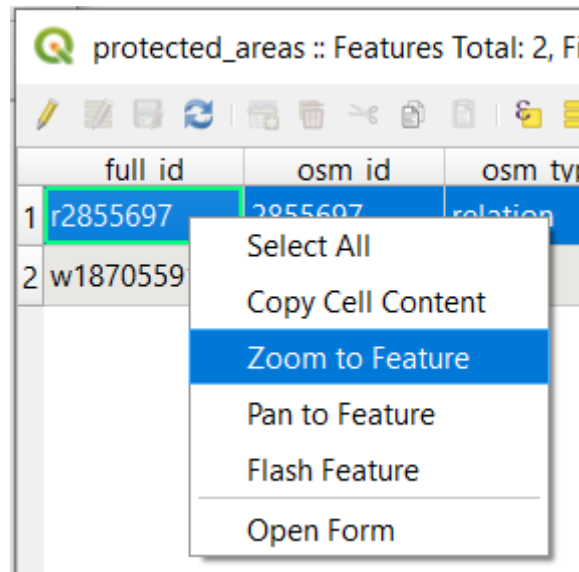 protected_areas :: Features Total: 2, Fi
full_id osm_id osm_typ
1 r2855697 2855697 relation
Select All
2 w18705591
Copy Cell Content
Zoom to Feature
Pan to Feature
Flash Feature
Open Form